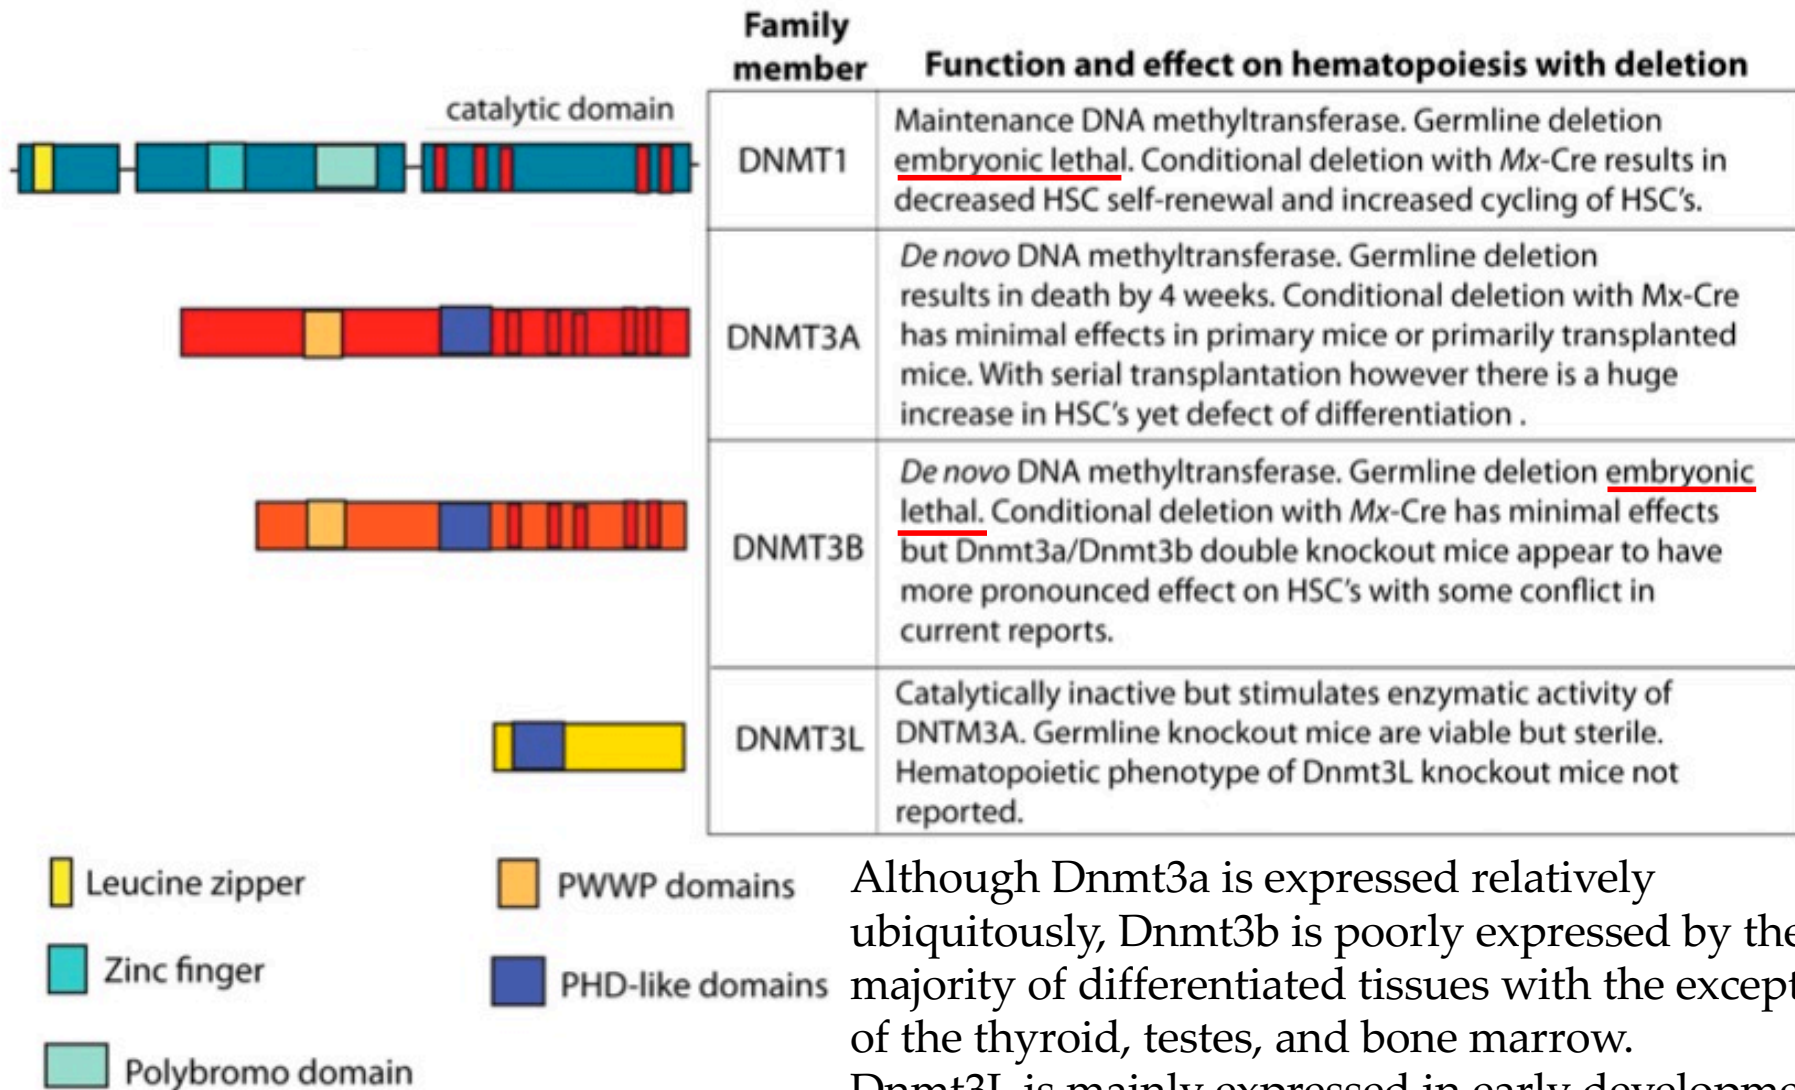 Family
member
Function and effect on hematopoiesis with deletion
catalytic domain
DNMT1
Maintenance DNA methyltransferase. Germline deletion
embryonic lethal. Conditional deletion with Mx-Cre results in
decreased HSC self-renewal and increased cycling of HSC's.
DNMT3A
De novo DNA methyltransferase. Germline deletion
results in death by 4 weeks. Conditional deletion with Mx-Cre
has minimal effects in primary mice or primarily transplanted
mice. With serial transplantation however there is a huge
increase in HSC's yet defect of differentiation .
DNMT3B
De novo DNA methyltransferase. Germline deletion embryonic
lethal. Conditional deletion with Mx-Cre has minimal effects
but Dnmt3a/Dnmt3b double knockout mice appear to have
more pronounced effect on HSC's with some conflict in
current reports.
DNMT3L
Catalytically inactive but stimulates enzymatic activity of
DNTM3A. Germline knockout mice are viable but sterile.
Hematopoietic phenotype of Dnmt3L knockout mice not
reported.
Leucine zipper
Zinc finger
Polybromo domain
PWWP domains
PHD-like domains
Although Dnmt3a is expressed relatively
ubiquitously, Dnmt3b is poorly expressed by the
majority of differentiated tissues with the except
of the thyroid, testes, and bone marrow.
Dnmt3L is mainly expressed in early developme